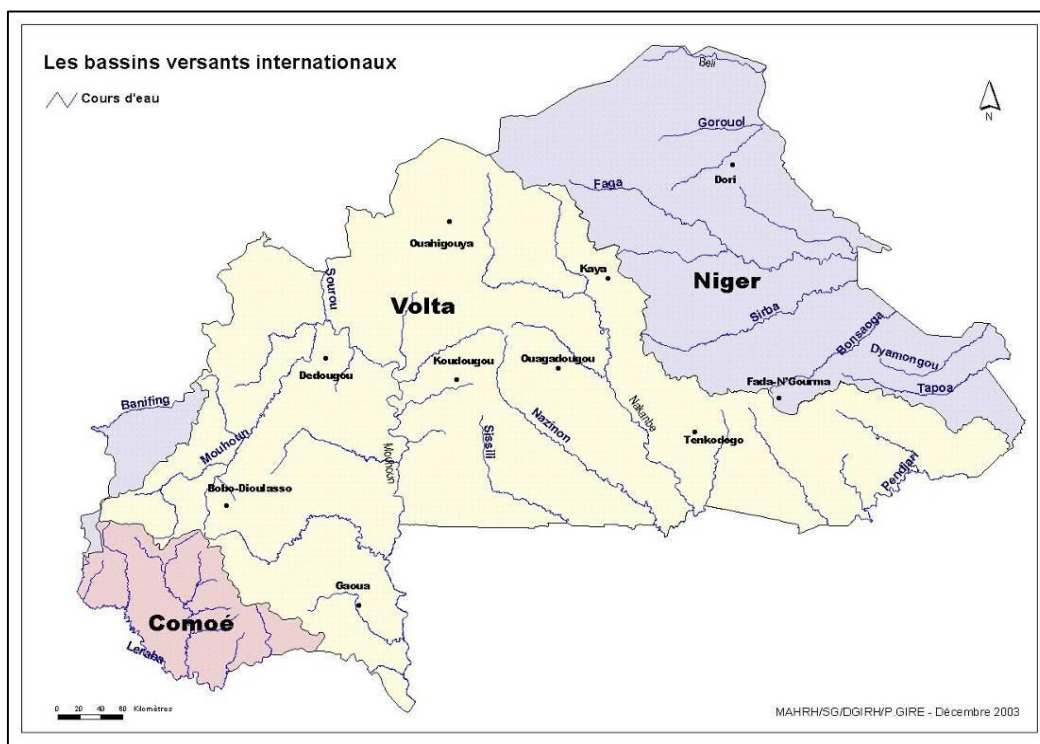 Les bassins versants internationaux
Cours d'eau
N
Beli
Gorouol
Dori
Faga
Ouahigouya
Kaya
Niger
Sourou
Volta
Sirba
Bonsaoga
Dyamongou
Koudougou
Ouagadougou
Dedougou
Fada-N'Gourma
Tapoa
Banifing
Nakanbe
Mouhoun
Mouhoun
Sissili
Nazinon
Tenkodogo
Pendjari
Bobo-Dioulasso
Gaoua
Comoé
Leraba
0 20 40 60 Kilomètres
MAHRH/SG/DGIRH/P.GIRE - Décembre 2003